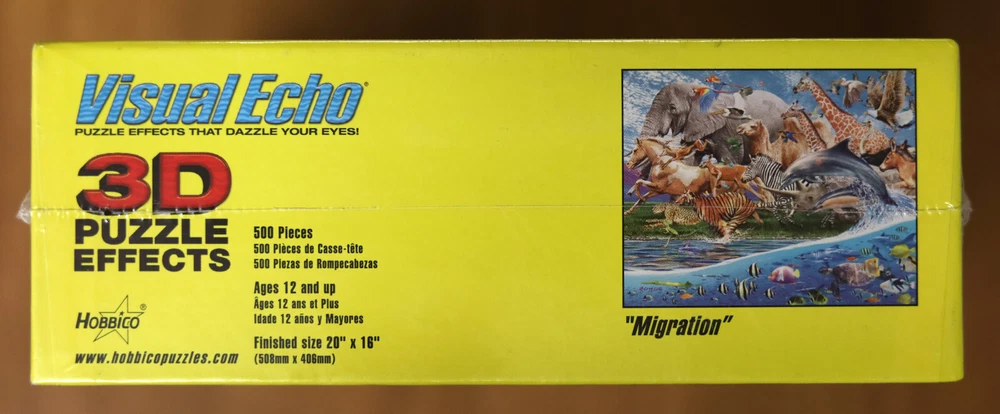 Visual Echo®
PUZZLE EFFECTS THAT DAZZLE YOUR EYES!
3D
PUZZLE
EFFECTS
HOBBICO®
www.hobbicopuzzles.com
500 Pieces
500 Pièces de Casse-tête
500 Piezas de Rompecabezas
Ages 12 and up
Âges 12 ans et Plus
Idade 12 años y Mayores
Finished size 20" x 16"
(508mm x 406mm)
"Migration"